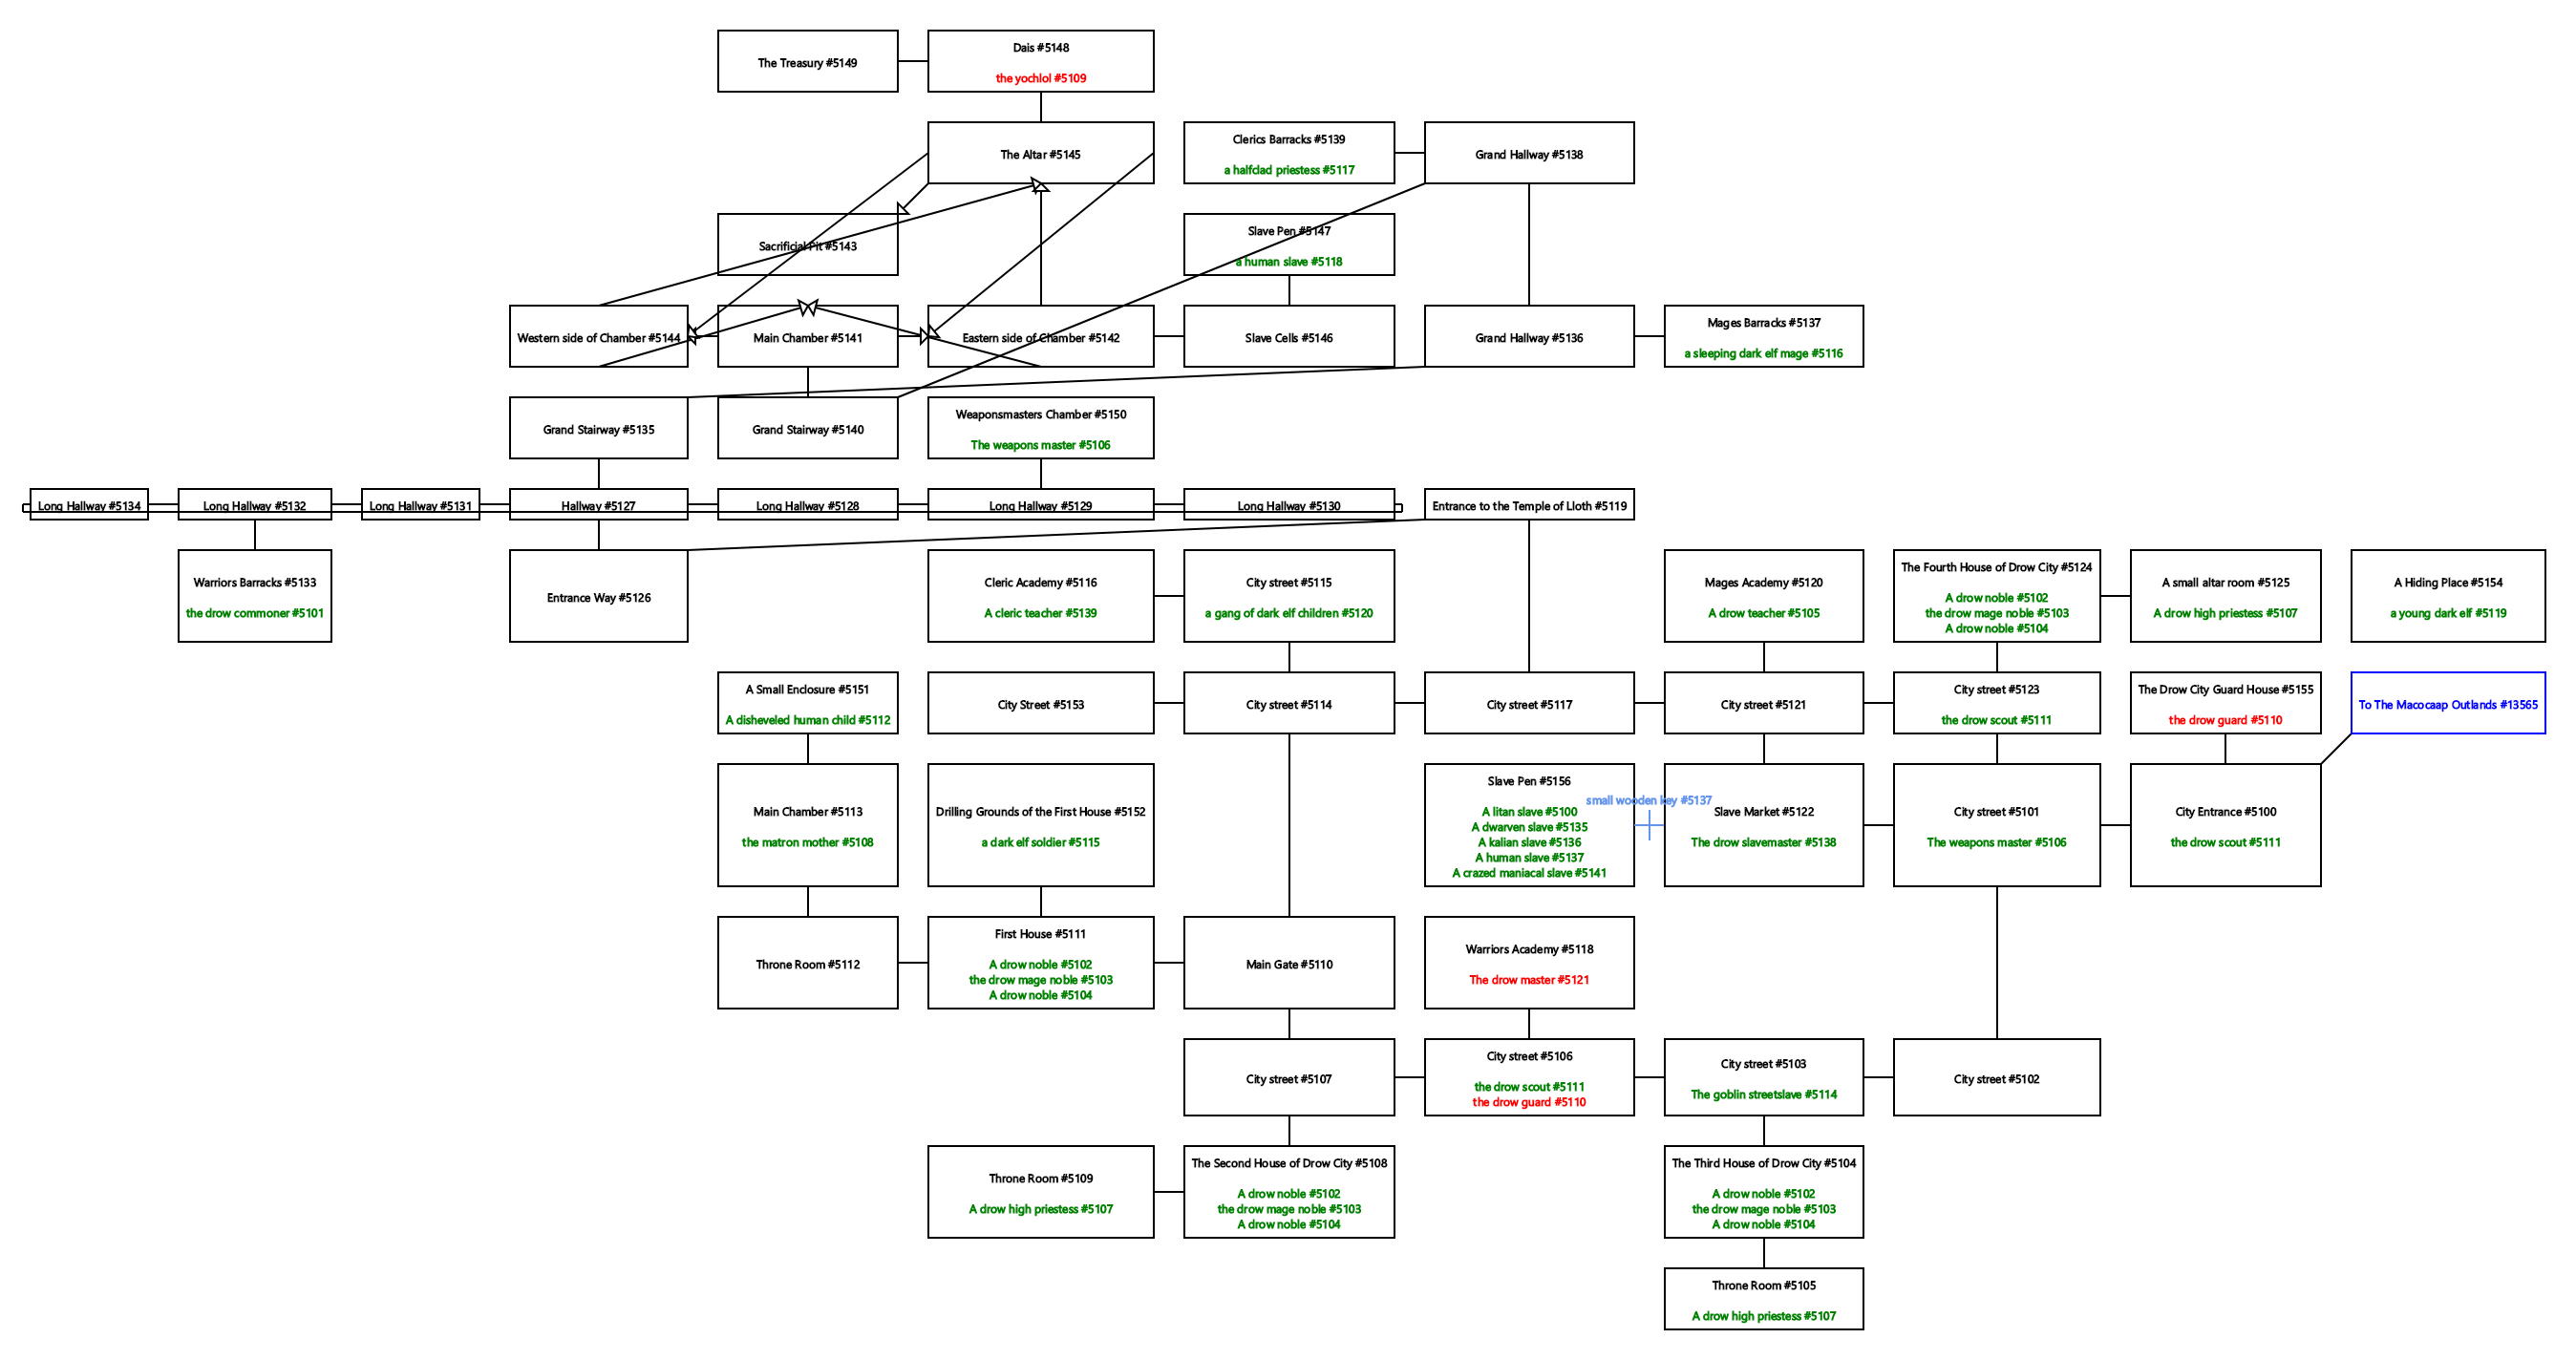 The Treasury #5149
Dais #5148
the yochlol #5109
The Altar #5145
Clerics Barracks #5139
a halfclad priestess #5117
Grand Hallway #5138
Sacrificial Pit #5143
Slave Pen #5147
a human slave #5118
Western side of Chamber #5144
Main Chamber #5141
Eastern side of Chamber #5142
Slave Cells #5146
Grand Hallway #5136
Mages Barracks #5137
a sleeping dark elf mage #5116
Grand Stairway #5135
Grand Stairway #5140
Weaponsmasters Chamber #5150
The weapons master #5106
Long Hallway #5134
Long Hallway #5132
Long Hallway #5131
Hallway #5127
Long Hallway #5128
Long Hallway #5129
Long Hallway #5130
Entrance to the Temple of Lloth #5119
Warriors Barracks #5133
the drow commoner #5101
Entrance Way #5126
Cleric Academy #5116
A cleric teacher #5139
City street #5115
a gang of dark elf children #5120
Mages Academy #5120
A drow teacher #5105
The Fourth House of Drow City #5124
A drow noble #5102
the drow mage noble #5103
A drow noble #5104
A small altar room #5125
A drow high priestess #5107
A Hiding Place #5154
a young dark elf #5119
A Small Enclosure #5151
A disheveled human child #5112
City Street #5153
City street #5114
City street #5117
City street #5121
City street #5123
the drow scout #5111
The Drow City Guard House #5155
the drow guard #5110
To The Macocaap Outlands #13565
Main Chamber #5113
the matron mother #5108
Drilling Grounds of the First House #5152
a dark elf soldier #5115
Slave Pen #5156
A litan slave #5100
A dwarven slave #5135
A kalian slave #5136
A human slave #5137
A crazed maniacal slave #5141
small wooden key #5137
Slave Market #5122
The drow slavemaster #5138
City street #5101
The weapons master #5106
City Entrance #5100
the drow scout #5111
Throne Room #5112
First House #5111
A drow noble #5102
the drow mage noble #5103
A drow noble #5104
Main Gate #5110
Warriors Academy #5118
The drow master #5121
City street #5107
City street #5106
the drow scout #5111
the drow guard #5110
City street #5103
The goblin streetslave #5114
City street #5102
Throne Room #5109
A drow high priestess #5107
The Second House of Drow City #5108
A drow noble #5102
the drow mage noble #5103
A drow noble #5104
The Third House of Drow City #5104
A drow noble #5102
the drow mage noble #5103
A drow noble #5104
Throne Room #5105
A drow high priestess #5107